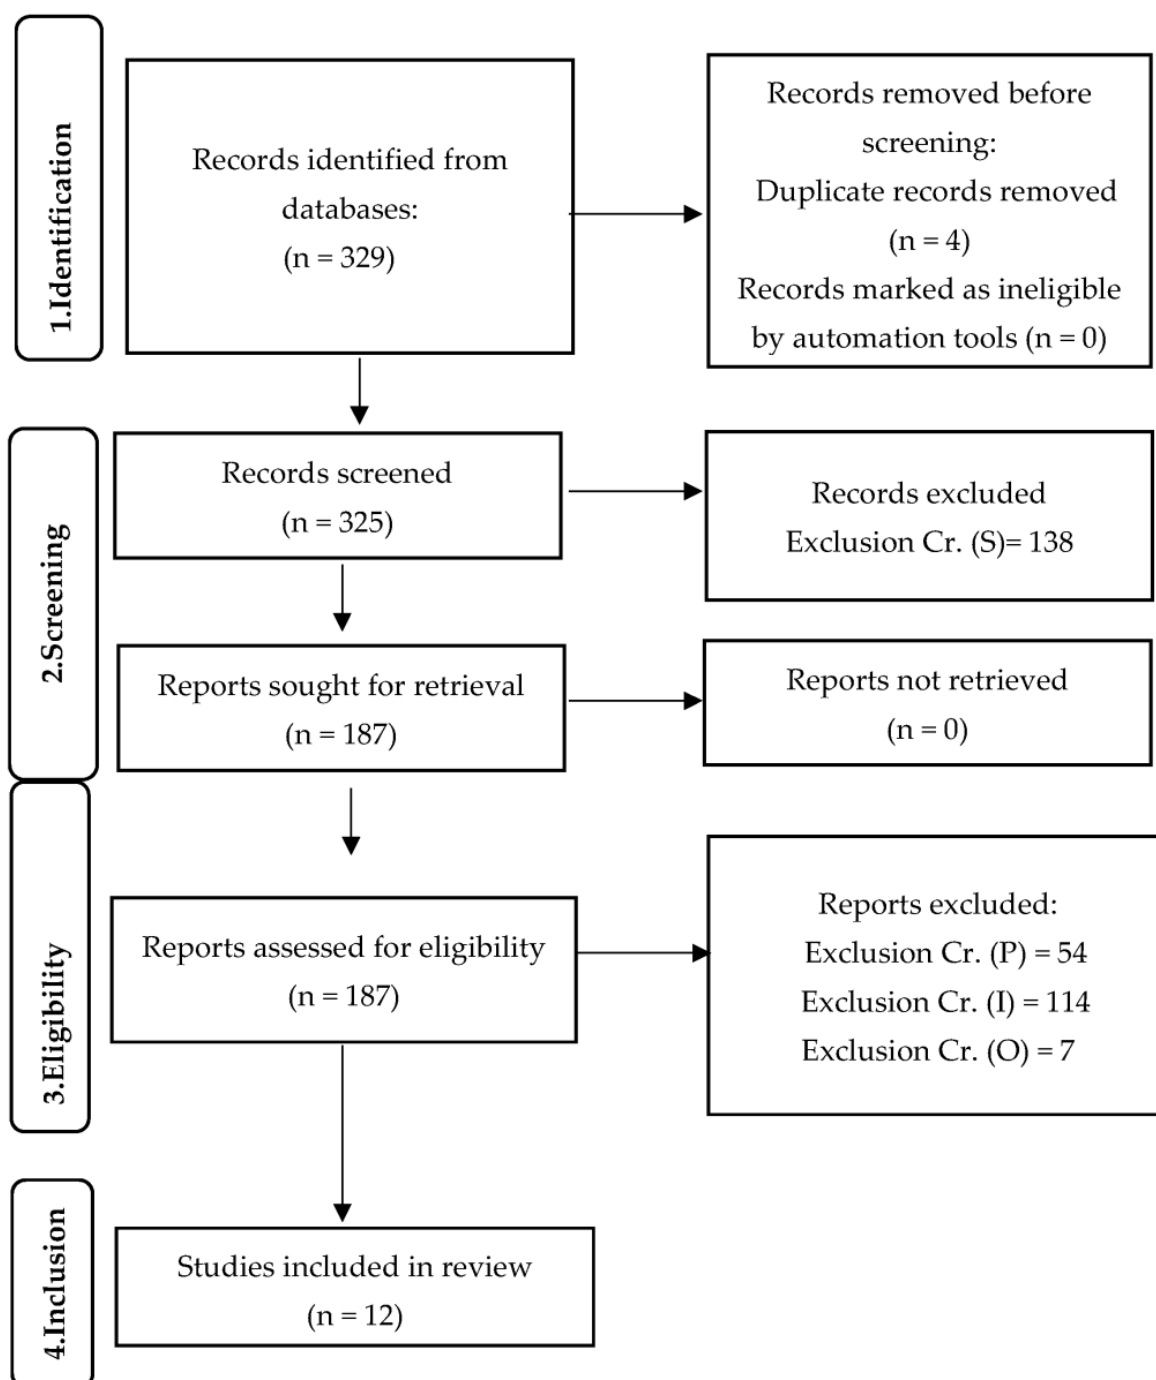 1.Identification
Records identified from
databases:
(n = 329)
Records removed before
screening:
Duplicate records removed
(n = 4)
Records marked as ineligible
by automation tools (n = 0)
2.Screening
Records screened
(n = 325)
Records excluded
Exclusion Cr. (S)= 138
Reports sought for retrieval
(n = 187)
Reports not retrieved
(n = 0)
3.Eligibility
Reports assessed for eligibility
(n = 187)
Reports excluded:
Exclusion Cr. (P) = 54
Exclusion Cr. (I) = 114
Exclusion Cr. (O) = 7
4.Inclusion
Studies included in review
(n = 12)